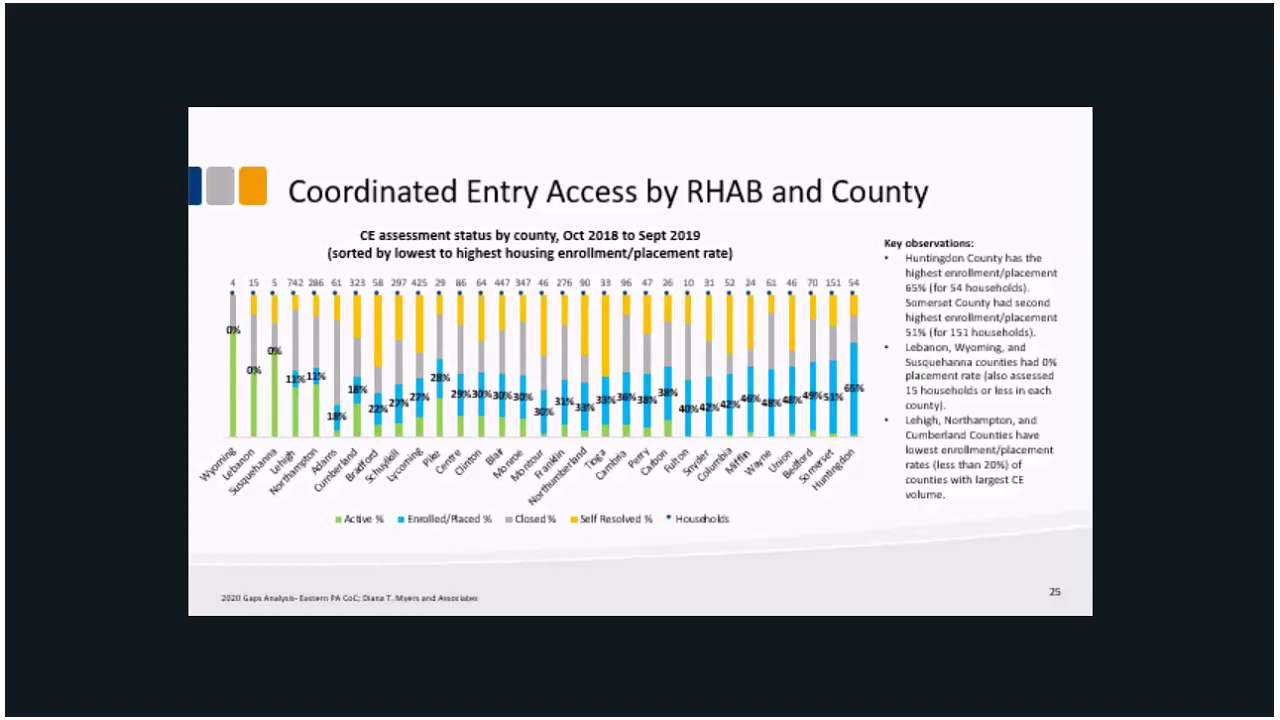 Coordinated Entry Access by RHAB and County
CE assessment status by county, Oct 2018 to Sept 2019
(sorted by lowest to highest housing enrollment/placement rate)
4 15 5 742 286 61 323 58 297 425 29 86 64 447 347 46 276 90 33 96 47 26 10 31 52 24 61 46 70 151 54
0% 0% 0% 11% 11% 18% 18% 22% 27% 27% 28% 29% 30% 30% 30% 30% 31% 33% 33% 36% 38% 38% 40% 42% 42% 46% 48% 48% 49% 51% 65%
Wyoming Lebanon Susquehanna Lehigh Northampton Adams Cumberland Bradford Schuylkill Lycoming Pike Centre Clinton Blair Monroe Montour Franklin Northumberland Tioga Cambria Perry Carbon Fulton Snyder Columbia Mifflin Wayne Union Bedford Somerset Huntingdon
Active % Enrolled/Placed % Closed % Self Resolved % Households
Key observations:
• Huntingdon County has the
highest enrollment/placement
65% (for 54 households).
Somerset County had second
highest enrollment/placement
51% (for 151 households).
• Lebanon, Wyoming, and
Susquehanna counties had 0%
placement rate (also assessed
15 households or less in each
county).
• Lehigh, Northampton, and
Cumberland Counties have
lowest enrollment/placement
rates (less than 20%) of
counties with largest CE
volume.
2020 Gaps Analysis- Eastern PA CoC; Diana T. Myers and Associates
25